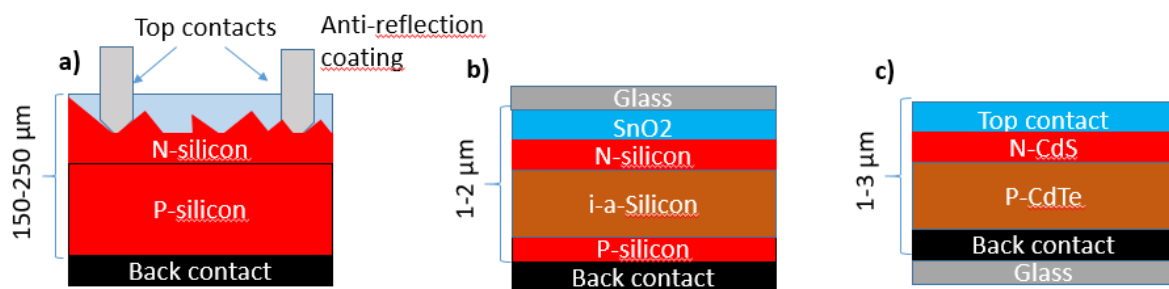 Top contacts
Anti-reflection
coating
a)
150-250 µm
N-silicon
P-silicon
Back contact
b)
1-2 µm
Glass
SnO2
N-silicon
i-a-Silicon
P-silicon
Back contact
c)
1-3 µm
Top contact
N-CdS
P-CdTe
Back contact
Glass